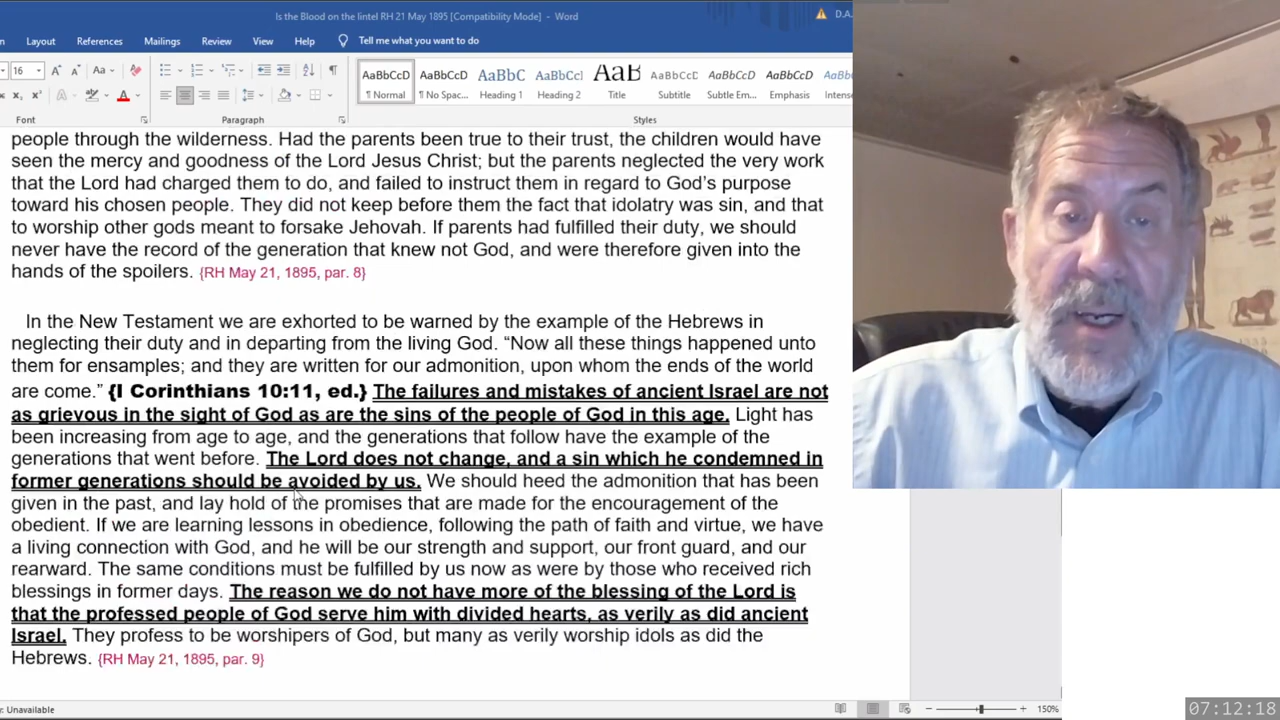 Is the Blood on the lintel RH 21 May 1895 [Compatibility Mode] - Word
D.A.
Layout References Mailings Review View Help Tell me what you want to do
16 Aa
AaBbCcD AaBbCcD AaBbC AaBbCcl AaB AaBbCcD AaBbCcD AaBbCcD AaBb
¶ Normal ¶ No Spac... Heading 1 Heading 2 Title Subtitle Subtle Em... Emphasis Intense
Font Paragraph Styles
people through the wilderness. Had the parents been true to their trust, the children would have
seen the mercy and goodness of the Lord Jesus Christ; but the parents neglected the very work
that the Lord had charged them to do, and failed to instruct them in regard to God's purpose
toward his chosen people. They did not keep before them the fact that idolatry was sin, and that
to worship other gods meant to forsake Jehovah. If parents had fulfilled their duty, we should
never have the record of the generation that knew not God, and were therefore given into the
hands of the spoilers. {RH May 21, 1895, par. 8}
In the New Testament we are exhorted to be warned by the example of the Hebrews in
neglecting their duty and in departing from the living God. "Now all these things happened unto
them for ensamples; and they are written for our admonition, upon whom the ends of the world
are come." {I Corinthians 10:11, ed.} The failures and mistakes of ancient Israel are not
as grievous in the sight of God as are the sins of the people of God in this age. Light has
been increasing from age to age, and the generations that follow have the example of the
generations that went before. The Lord does not change, and a sin which he condemned in
former generations should be avoided by us. We should heed the admonition that has been
given in the past, and lay hold of the promises that are made for the encouragement of the
obedient. If we are learning lessons in obedience, following the path of faith and virtue, we have
a living connection with God, and he will be our strength and support, our front guard, and our
rearward. The same conditions must be fulfilled by us now as were by those who received rich
blessings in former days. The reason we do not have more of the blessing of the Lord is
that the professed people of God serve him with divided hearts, as verily as did ancient
Israel. They profess to be worshipers of God, but many as verily worship idols as did the
Hebrews. {RH May 21, 1895, par. 9}
Unavailable
150%
07:12:18